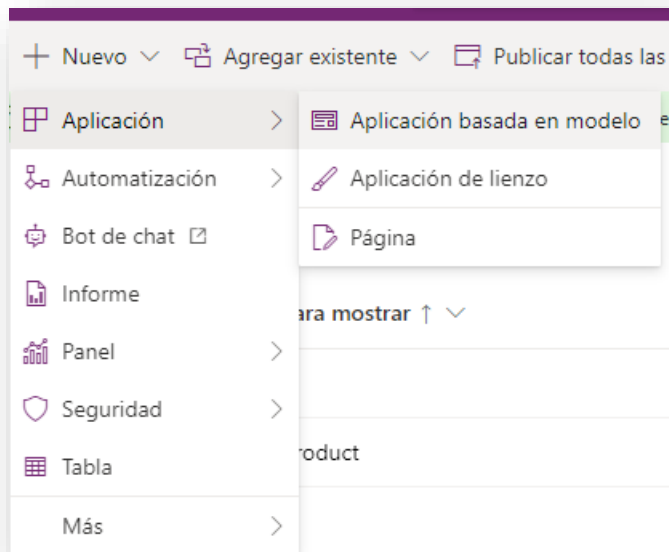 Nuevo Agregar existente Publicar todas las
Aplicación
Aplicación basada en modelo
Automatización
Aplicación de lienzo
Bot de chat
Página
Informe
ara mostrar ↑
Panel
Seguridad
roduct
Tabla
Más